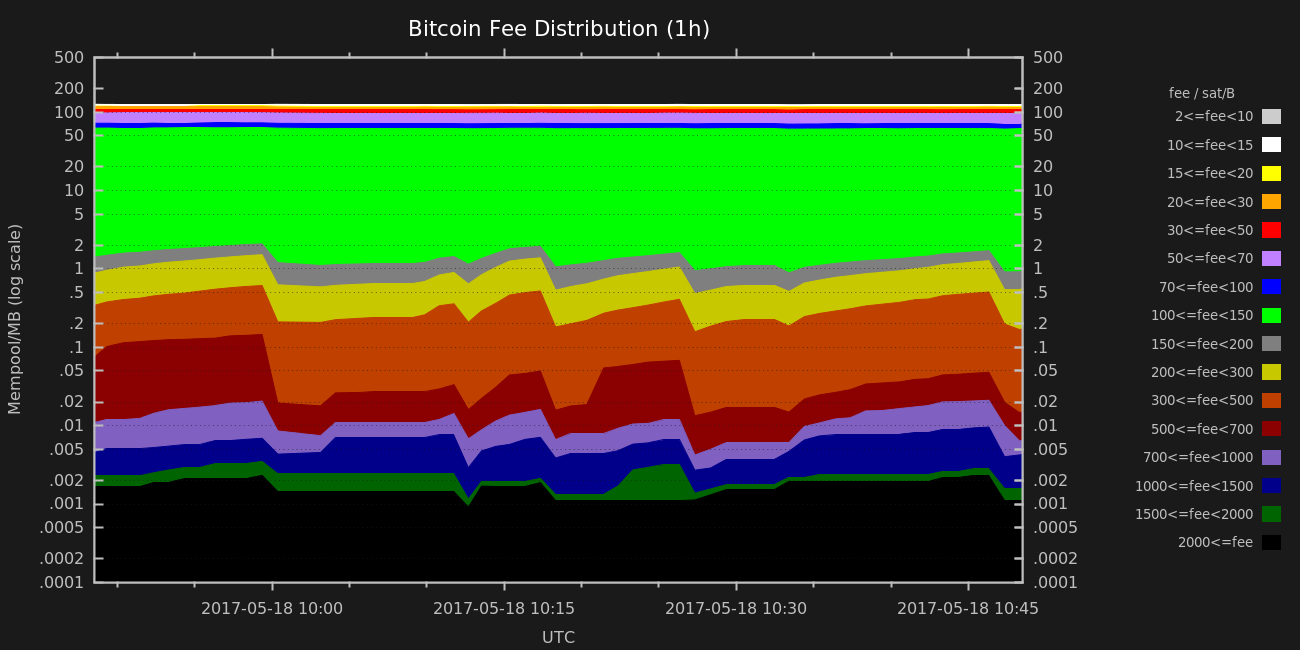 Bitcoin Fee Distribution (1h)
Mempool/MB (log scale)
500
200
100
50
20
10
5
2
1
.5
.2
.1
.05
.02
.01
.005
.002
.001
.0005
.0002
.0001
500
200
100
50
20
10
5
2
1
.5
.2
.1
.05
.02
.01
.005
.002
.001
.0005
.0002
.0001
2017-05-18 10:00 2017-05-18 10:15 2017-05-18 10:30 2017-05-18 10:45
UTC
fee / sat/B
2<=fee<10
10<=fee<15
15<=fee<20
20<=fee<30
30<=fee<50
50<=fee<70
70<=fee<100
100<=fee<150
150<=fee<200
200<=fee<300
300<=fee<500
500<=fee<700
700<=fee<1000
1000<=fee<1500
1500<=fee<2000
2000<=fee